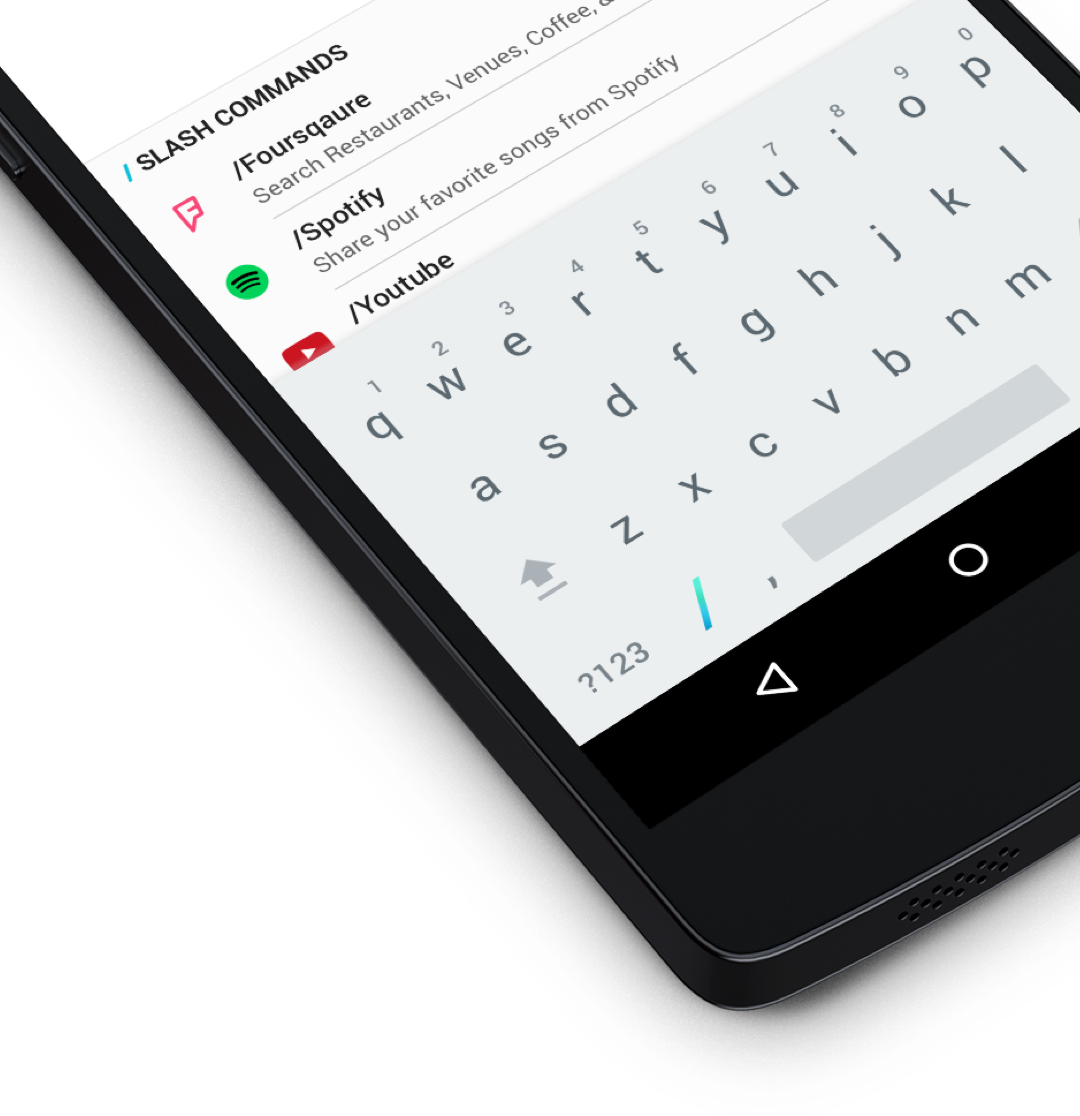 / SLASH COMMANDS
/Foursqaure
Search Restaurants, Venues, Coffee,
/Spotify
Share your favorite songs from Spotify
/Youtube
1 2 3 4 5 6 7 8 9 0
q w e r t y u i o p
a s d f g h j k l
z x c v b n m
?123 / ,